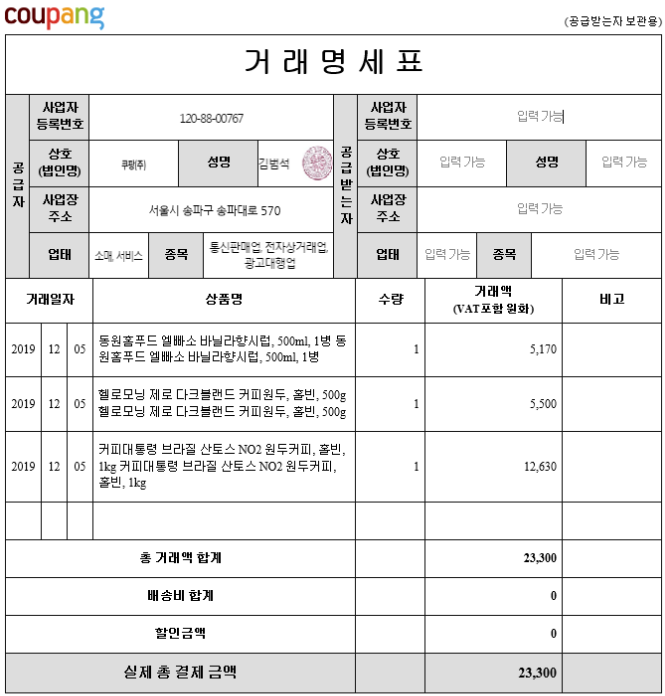 coupang
(공급받는자 보관용)
거 래 명 세 표
공급자
사업자
등록번호
120-88-00767
상호
(법인명)
쿠팡(주)
성명
김범석
사업장
주소
서울시 송파구 송파대로 570
업태
소매, 서비스
종목
통신판매업, 전자상거래업,
광고대행업
공급받는자
사업자
등록번호
입력 가능
상호
(법인명)
입력 가능
성명
입력 가능
사업장
주소
입력 가능
업태
입력 가능
종목
입력 가능
거래일자
상품명
수량
거래액
(VAT포함 원화)
비고
2019 12 05
동원홈푸드 엘빠소 바닐라향시럽, 500ml, 1병 동
원홈푸드 엘빠소 바닐라향시럽, 500ml, 1병
1
5,170
2019 12 05
헬로모닝 제로 다크블랜드 커피원두, 홀빈, 500g
헬로모닝 제로 다크블랜드 커피원두, 홀빈, 500g
1
5,500
2019 12 05
커피대통령 브라질 산토스 NO2 원두커피, 홀빈,
1kg 커피대통령 브라질 산토스 NO2 원두커피,
홀빈, 1kg
1
12,630
총 거래액 합계
23,300
배송비 합계
0
할인금액
0
실제 총 결제 금액
23,300